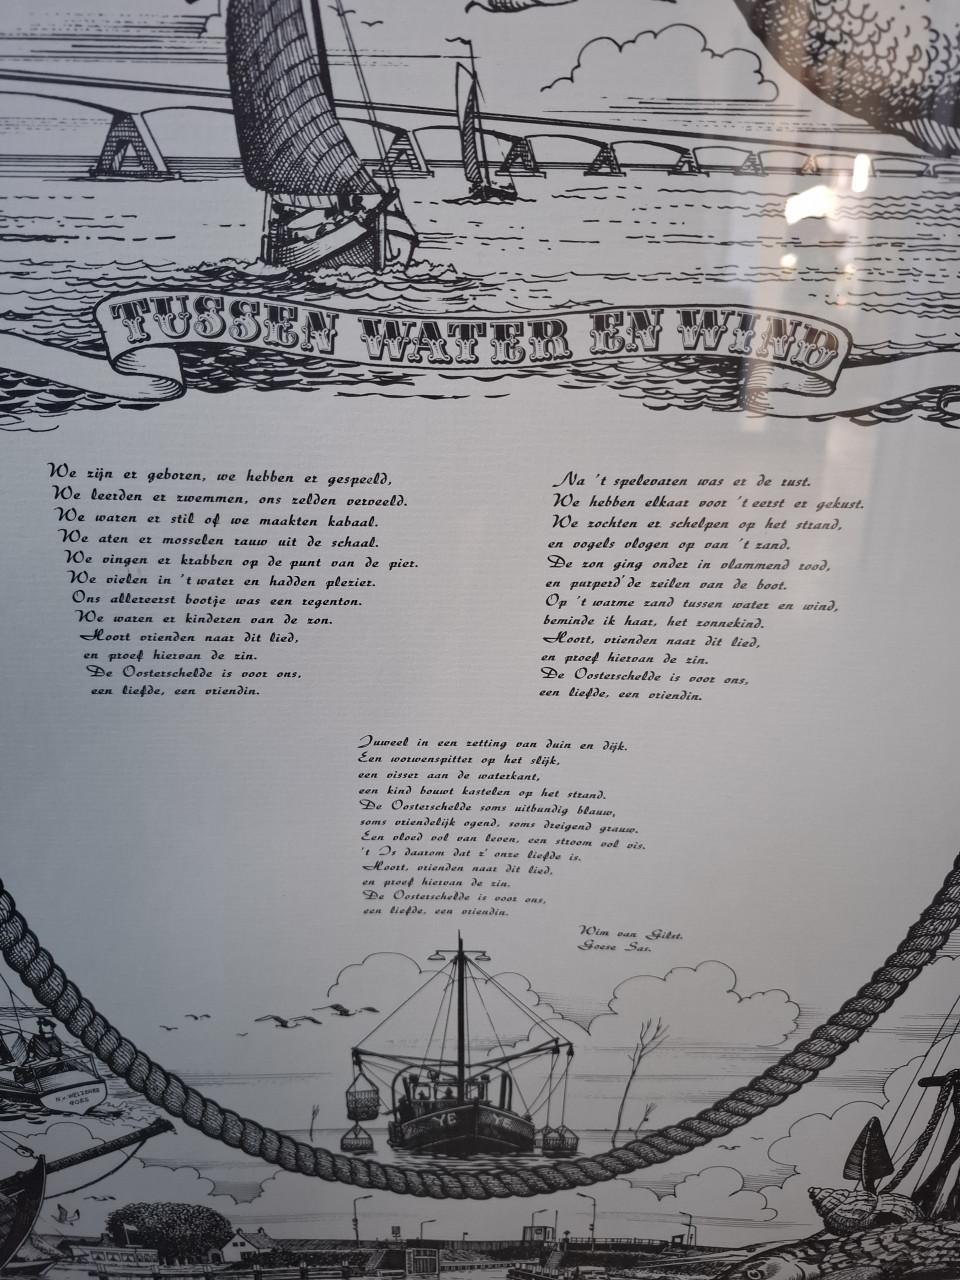 TUSSEN WATER EN WIND
We zijn er geboren, we hebben er gespeeld,
We leerden er zwemmen, ons zelden verveeld.
We waren er stil of we maakten kabaal.
We aten er mosselen rauw uit de schaal.
We vingen er krabben op de punt van de pier.
We vielen in 't water en hadden plezier.
Ons allereerst bootje was een regenton.
We waren er kinderen van de zon.
Hoort vrienden naar dit lied,
en proef hiervan de zin.
De Oosterschelde is voor ons,
een liefde, een vriendin.
Na 't spelevaren was er de rust.
We hebben elkaar voor 't eerst er gekust.
We zochten er schelpen op het strand,
en vogels vlogen op van 't zand.
De zon ging onder in vlammend rood,
en purperd'de zeilen van de boot.
Op 't warme zand tussen water en wind,
beminde ik haar, het zonnekind.
Hoort, vrienden naar dit lied,
en proef hiervan de zin.
De Oosterschelde is voor ons,
een liefde, een vriendin.
Juweel in een zetting van duin en dijk.
Een worwenspitter op het slijk,
een visser aan de waterkant,
een kind bouwt kastelen op het strand.
De Oosterschelde soms uitbundig blauw,
soms vriendelijk ogend, soms dreigend grauw.
Een vloed vol van leven, een stroom vol vis.
't Is daarom dat z' onze liefde is.
Hoort, vrienden naar dit lied,
en proef hiervan de zin.
De Oosterschelde is voor ons,
een liefde, een vriendin.
Wim van Gilst.
Goese Sas.
YE YE
GOES